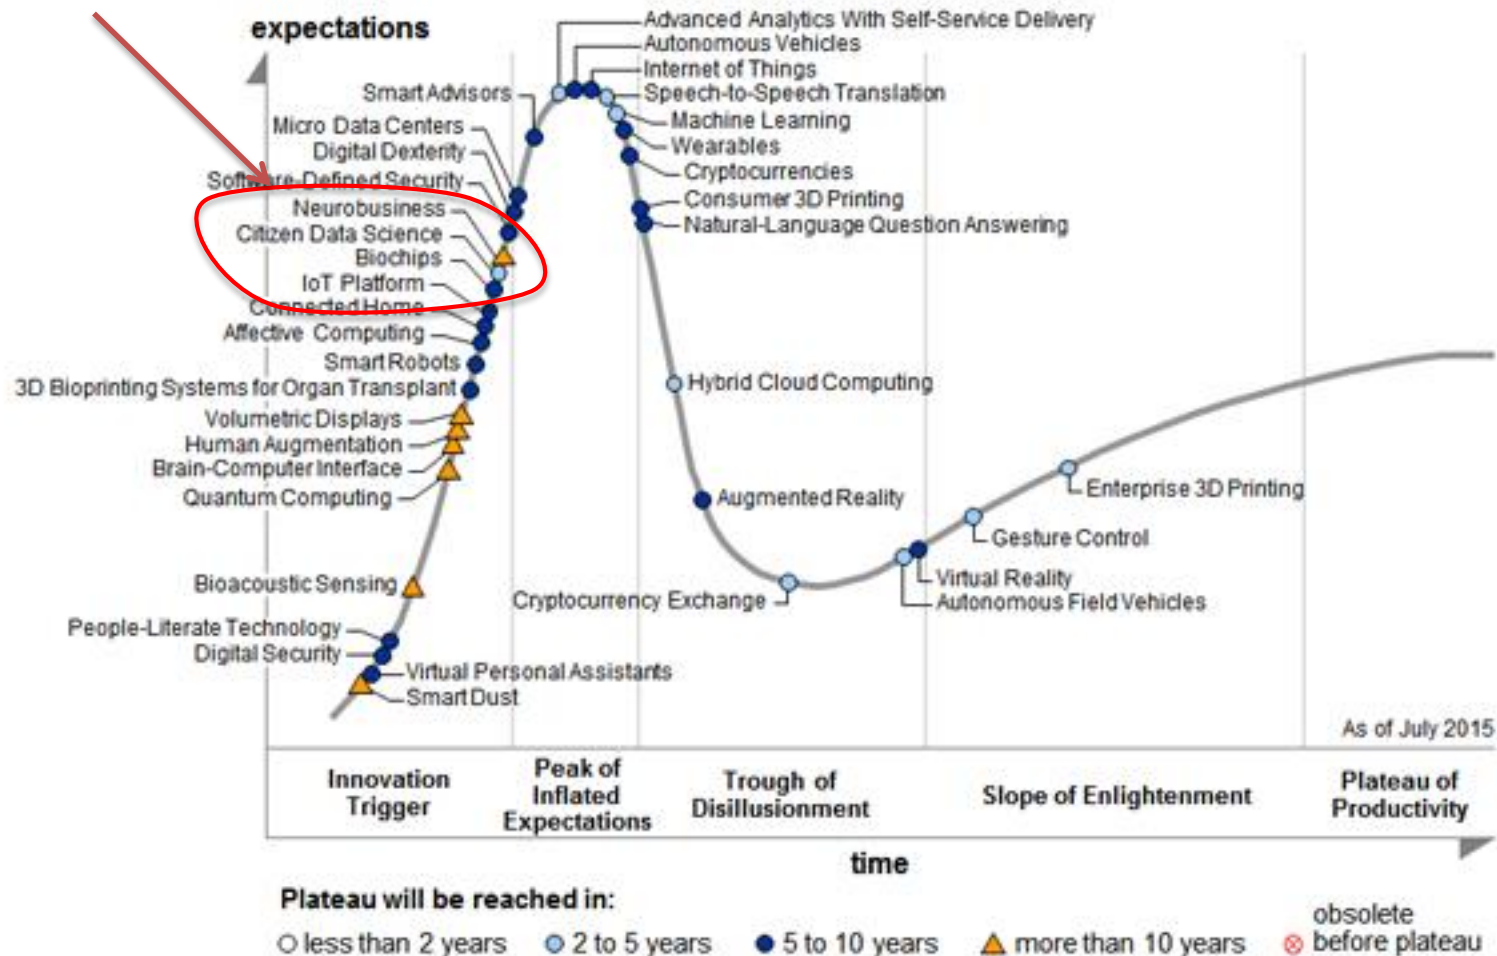 expectations
Advanced Analytics With Self-Service Delivery
Autonomous Vehicles
Internet of Things
Smart Advisors
Speech-to-Speech Translation
Micro Data Centers
Machine Learning
Digital Dexterity
Wearables
Cryptocurrencies
Software-Defined Security
Consumer 3D Printing
Neurobusiness
Natural-Language Question Answering
Citizen Data Science
Biochips
IoT Platform
Connected Home
Affective Computing
Smart Robots
3D Bioprinting Systems for Organ Transplant
Hybrid Cloud Computing
Volumetric Displays
Human Augmentation
Brain-Computer Interface
Quantum Computing
Augmented Reality
Enterprise 3D Printing
Gesture Control
Bioacoustic Sensing
Virtual Reality
Cryptocurrency Exchange
Autonomous Field Vehicles
People-Literate Technology
Digital Security
Virtual Personal Assistants
Smart Dust
As of July 2015
Innovation
Trigger
Peak of
Inflated
Expectations
Trough of
Disillusionment
Slope of Enlightenment
Plateau of
Productivity
time
Plateau will be reached in:
less than 2 years
2 to 5 years
5 to 10 years
more than 10 years
obsolete
before plateau